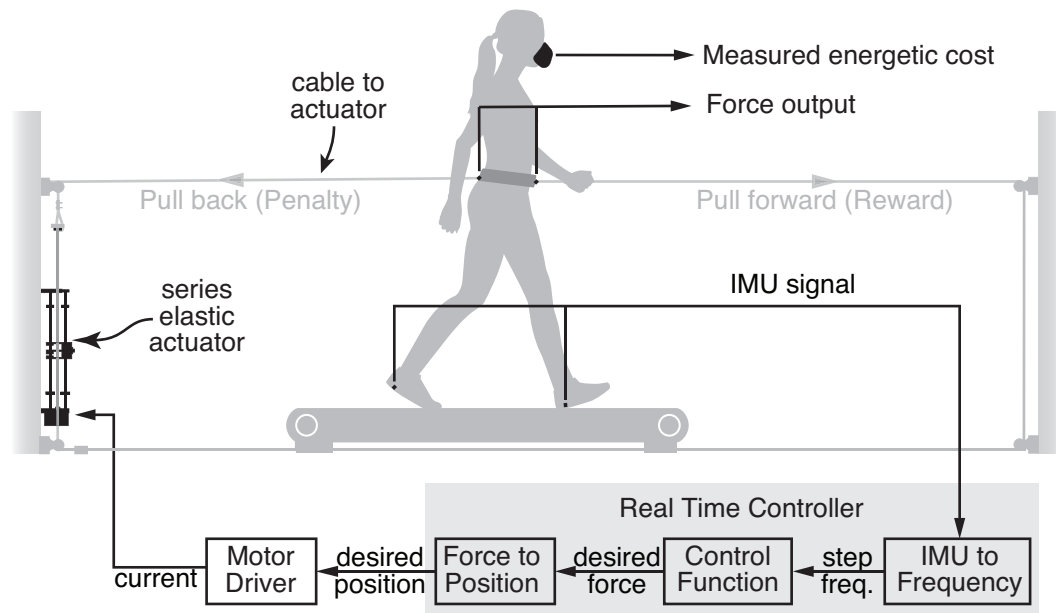 Measured energetic cost
cable to
actuator
Force output
Pull back (Penalty)
Pull forward (Reward)
IMU signal
series
elastic
actuator
Real Time Controller
current
Motor
Driver
desired
position
Force to
Position
desired
force
Control
Function
step
freq.
IMU to
Frequency